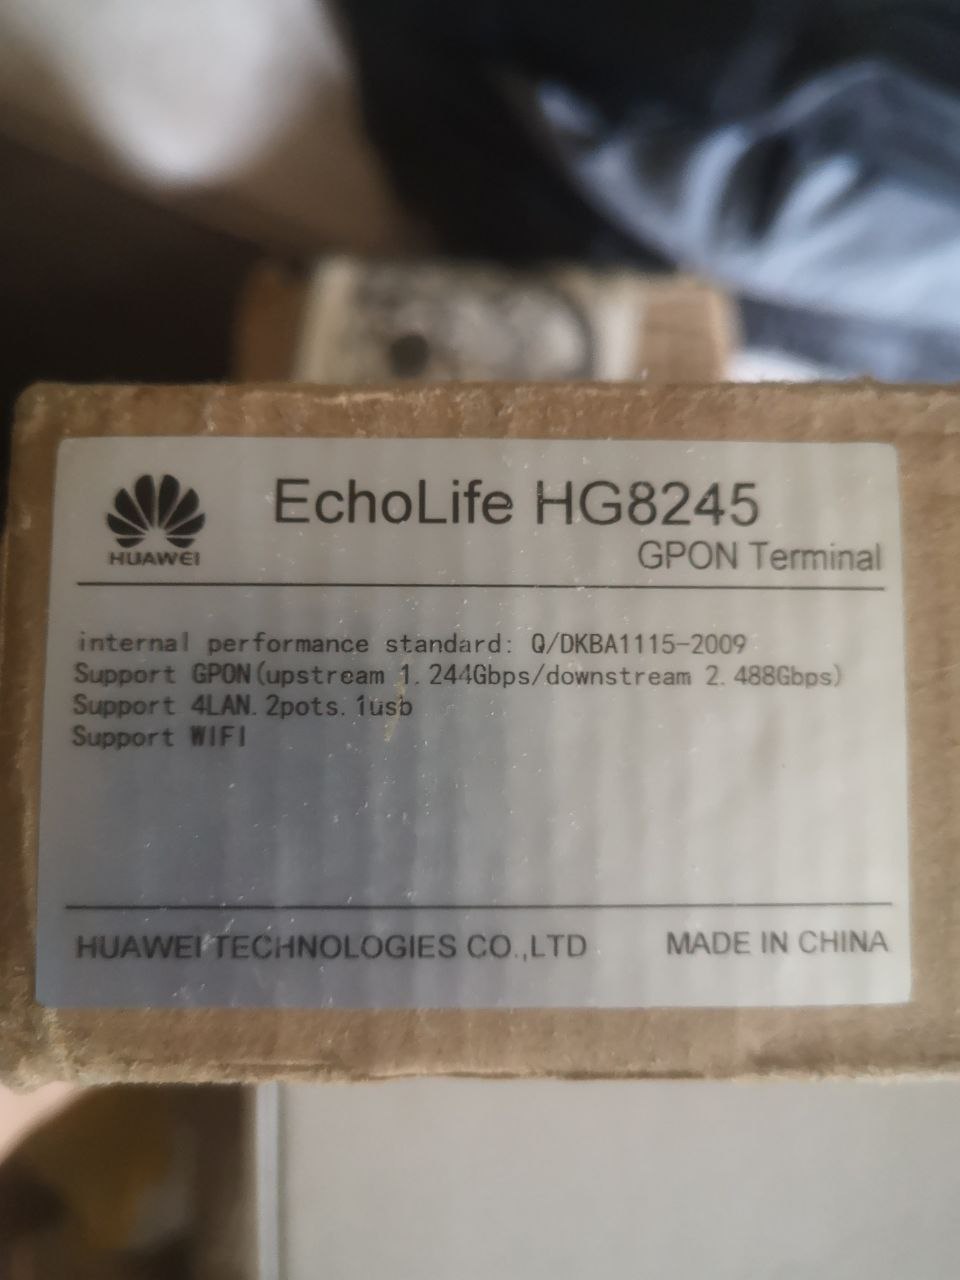 HUAWEI
EchoLife HG8245
GPON Terminal
internal performance standard: Q/DKBA1115-2009
Support GPON(upstream 1.244Gbps/downstream 2.488Gbps)
Support 4LAN.2pots.1usb
Support WIFI
HUAWEI TECHNOLOGIES CO.,LTD
MADE IN CHINA